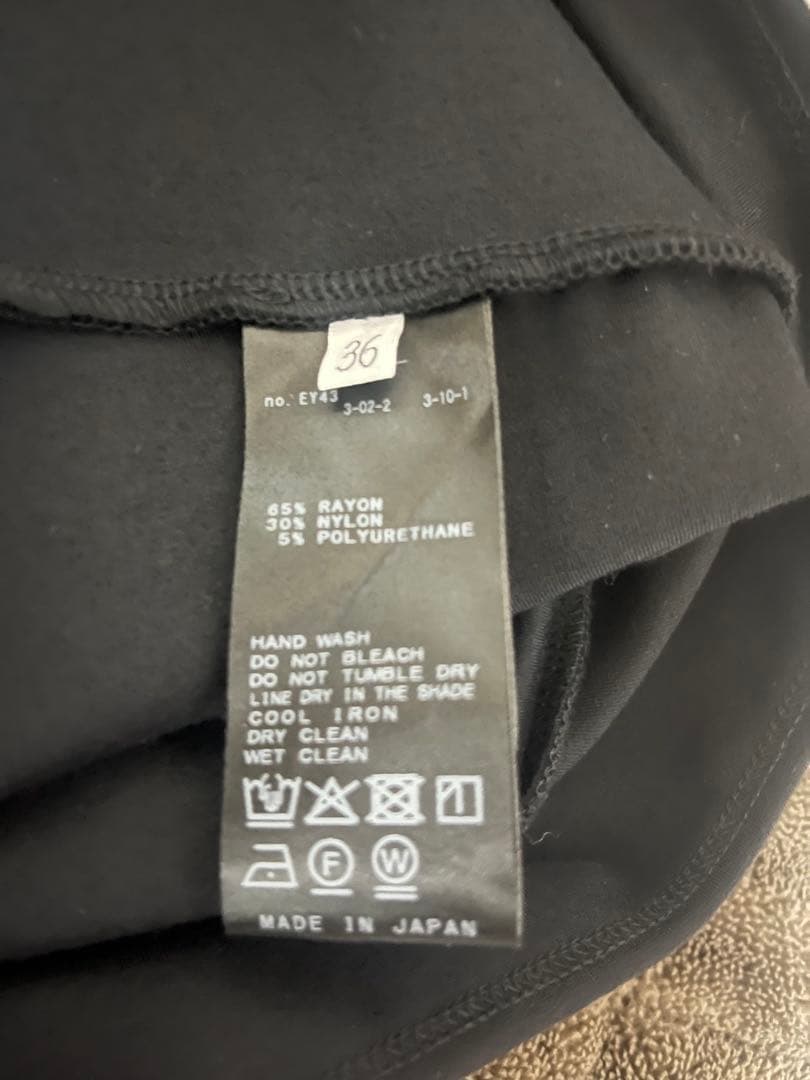 36
no. EY43 3-02-2 3-10-1
65% RAYON
30% NYLON
5% POLYURETHANE
HAND WASH
DO NOT BLEACH
DO NOT TUMBLE DRY
LINE DRY IN THE SHADE
COOL IRON
DRY CLEAN
WET CLEAN
F W
MADE IN JAPAN